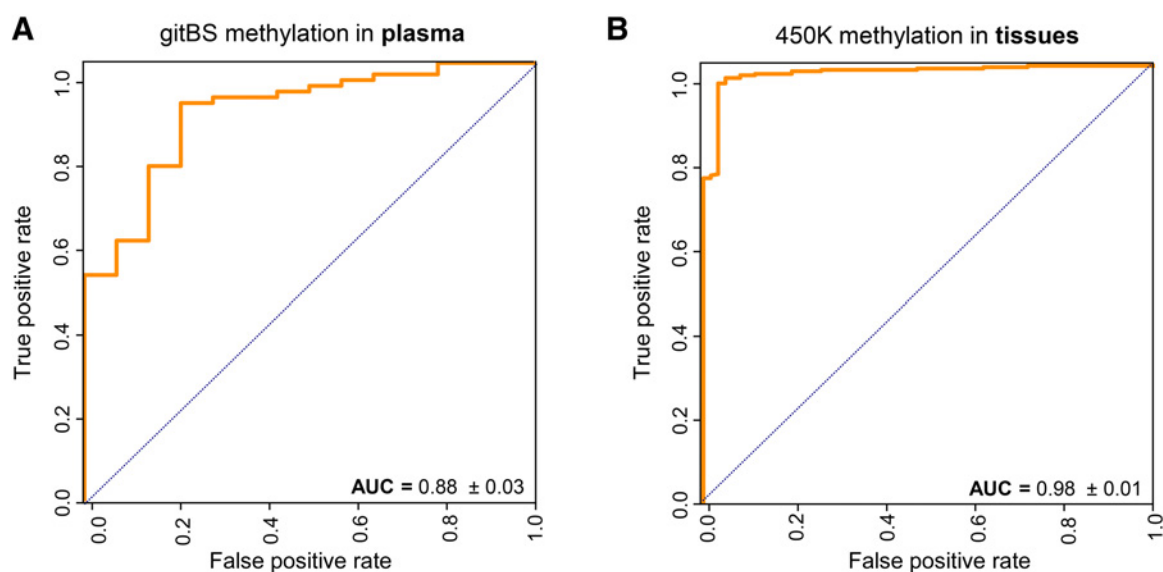 A
gitBS methylation in plasma
True positive rate
1.0
0.8
0.6
0.4
0.2
0.0
AUC = 0.88 ± 0.03
0.0 0.2 0.4 0.6 0.8 1.0
False positive rate
B
450K methylation in tissues
True positive rate
1.0
0.8
0.6
0.4
0.2
0.0
AUC = 0.98 ± 0.01
0.0 0.2 0.4 0.6 0.8 1.0
False positive rate